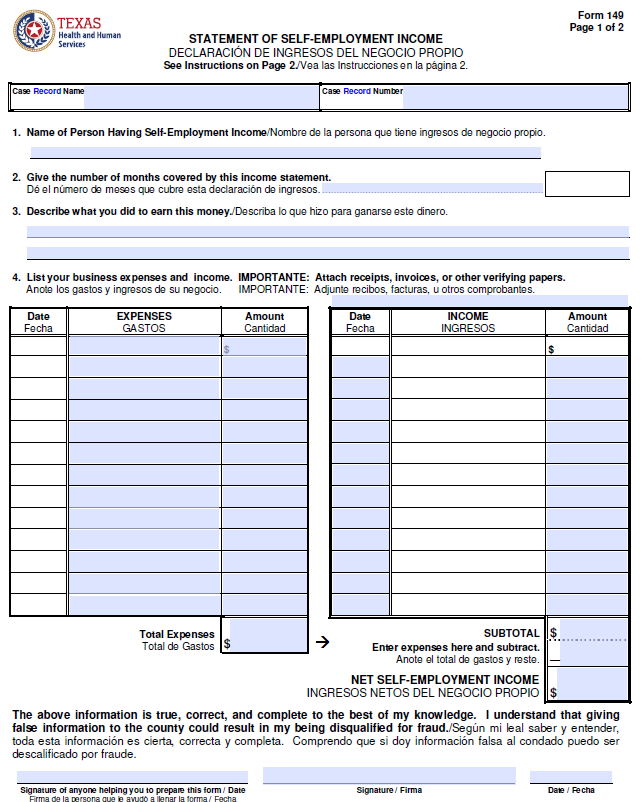 TEXAS
Health and Human
Services
Form 149
Page 1 of 2
STATEMENT OF SELF-EMPLOYMENT INCOME
DECLARACIÓN DE INGRESOS DEL NEGOCIO PROPIO
See Instructions on Page 2./Vea las Instrucciones en la página 2.
Case Record Name
Case Record Number
1. Name of Person Having Self-Employment Income/Nombre de la persona que tiene ingresos de negocio propio.
2. Give the number of months covered by this income statement.
Dé el número de meses que cubre esta declaración de ingresos.
3. Describe what you did to earn this money./Describa lo que hizo para ganarse este dinero.
4. List your business expenses and income. IMPORTANTE: Attach receipts, invoices, or other verifying papers.
Anote los gastos y ingresos de su negocio. IMPORTANTE: Adjunte recibos, facturas, u otros comprobantes.
Date EXPENSES Amount Date INCOME Amount
Fecha GASTOS Cantidad Fecha INGRESOS Cantidad
$ $
Total Expenses
Total de Gastos $ →
SUBTOTAL $
Enter expenses here and subtract.
Anote el total de gastos y reste. —
NET SELF-EMPLOYMENT INCOME
INGRESOS NETOS DEL NEGOCIO PROPIO $
The above information is true, correct, and complete to the best of my knowledge. I understand that giving
false information to the county could result in my being disqualified for fraud./Según mi leal saber y entender,
toda esta información es cierta, correcta y completa. Comprendo que si doy información falsa al condado puedo ser
descalificado por fraude.
Signature of anyone helping you to prepare this form / Date
Firma de la persona que le ayudó a llenar la forma / Fecha
Signature / Firma
Date / Fecha